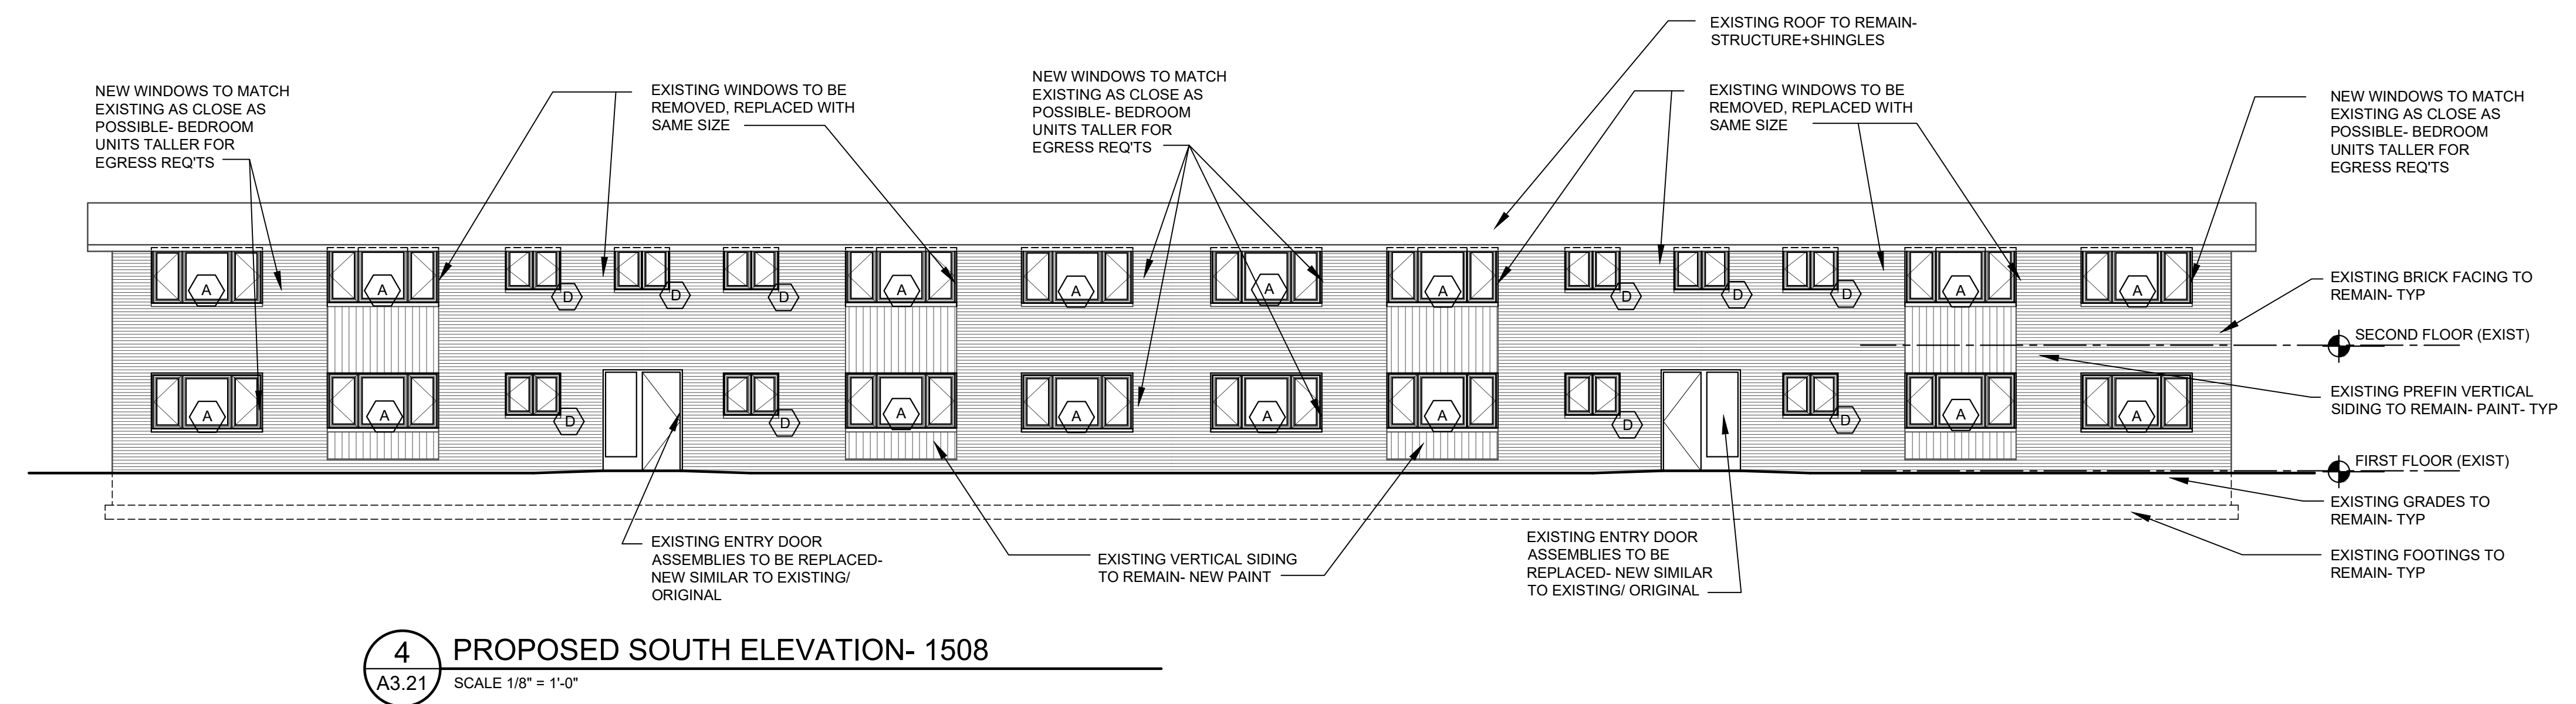 EXISTING ROOF TO REMAIN-
STRUCTURE+SHINGLES
NEW WINDOWS TO MATCH
EXISTING AS CLOSE AS
POSSIBLE- BEDROOM
UNITS TALLER FOR
EGRESS REQ'TS
EXISTING WINDOWS TO BE
REMOVED, REPLACED WITH
SAME SIZE
NEW WINDOWS TO MATCH
EXISTING AS CLOSE AS
POSSIBLE- BEDROOM
UNITS TALLER FOR
EGRESS REQ'TS
EXISTING WINDOWS TO BE
REMOVED, REPLACED WITH
SAME SIZE
NEW WINDOWS TO MATCH
EXISTING AS CLOSE AS
POSSIBLE- BEDROOM
UNITS TALLER FOR
EGRESS REQ'TS
A A D D D A A A A D D D A A
EXISTING BRICK FACING TO
REMAIN- TYP
SECOND FLOOR (EXIST)
EXISTING PREFIN VERTICAL
SIDING TO REMAIN- PAINT- TYP
A A D D A A A A D D A A
FIRST FLOOR (EXIST)
EXISTING GRADES TO
REMAIN- TYP
EXISTING FOOTINGS TO
REMAIN- TYP
EXISTING ENTRY DOOR
ASSEMBLIES TO BE REPLACED-
NEW SIMILAR TO EXISTING/
ORIGINAL
EXISTING VERTICAL SIDING
TO REMAIN- NEW PAINT
EXISTING ENTRY DOOR
ASSEMBLIES TO BE
REPLACED- NEW SIMILAR
TO EXISTING/ ORIGINAL
4
A3.21
PROPOSED SOUTH ELEVATION- 1508
SCALE 1/8" = 1'-0"